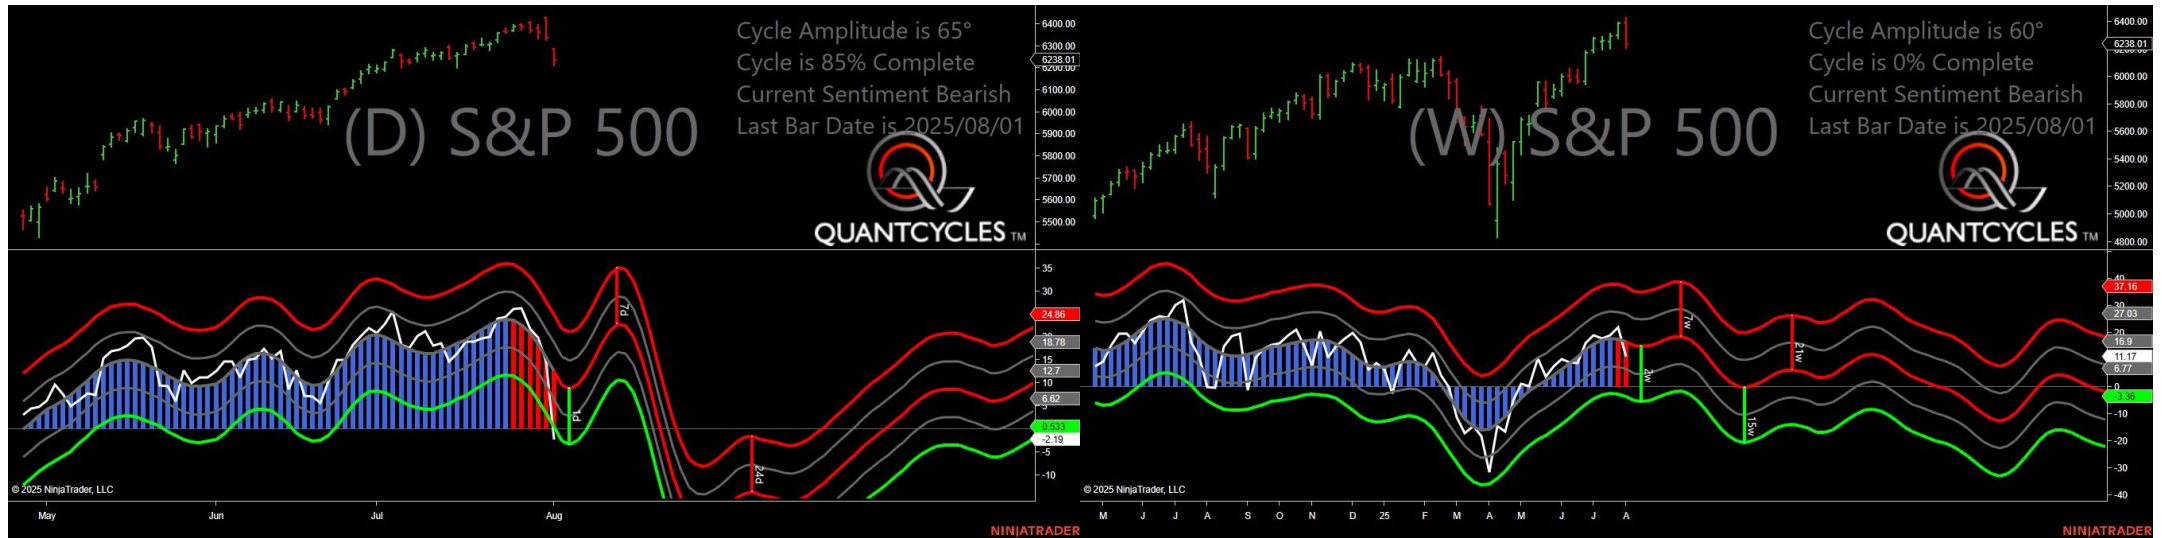 Cycle Amplitude is 65°
Cycle is 85% Complete
Current Sentiment Bearish
Last Bar Date is 2025/08/01
(D) S&P 500
QUANTCYCLES TM
6400.00
6300.00
6238.01
6200.00
6100.00
6000.00
5900.00
5800.00
5700.00
5600.00
5500.00
35
30
24.86
20
18.78
15
12.7
10
6.62
5
0.533
-2.19
-5
-10
7d
1d
24d
© 2025 NinjaTrader, LLC
May Jun Jul Aug
NINJATRADER
Cycle Amplitude is 60°
Cycle is 0% Complete
Current Sentiment Bearish
Last Bar Date is 2025/08/01
(W) S&P 500
QUANTCYCLES TM
6400.00
6238.01
6200.00
6000.00
5800.00
5600.00
5400.00
5200.00
5000.00
4800.00
40
37.16
30
27.03
20
16.9
11.17
6.77
0
-3.36
-10
-20
-30
-40
7w
2w
21w
15w
© 2025 NinjaTrader, LLC
M J J A S O N D 25 F M A M J J A
NINJATRADER